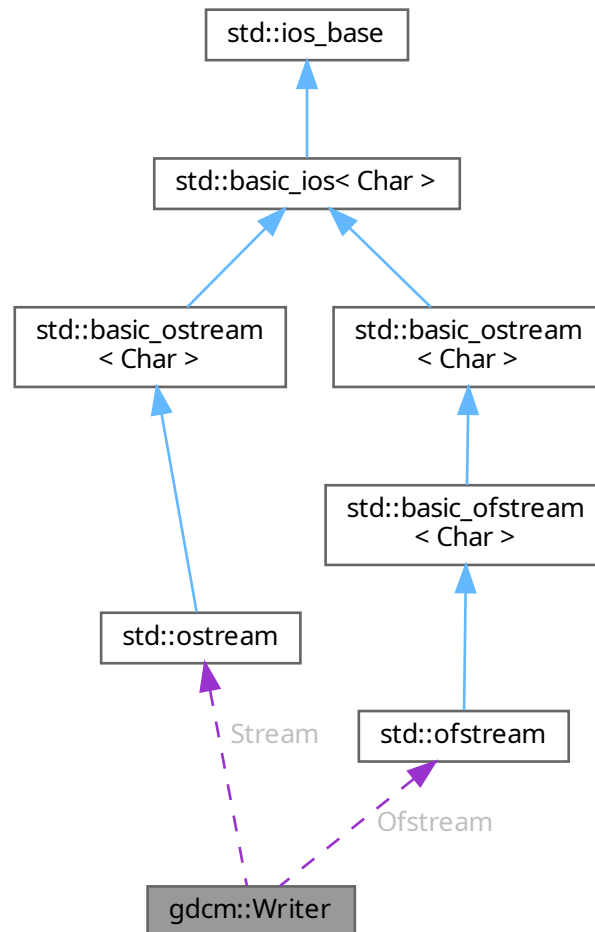 std::ios_base
std::basic_ios< Char >
std::basic_ostream
< Char >
std::basic_ostream
< Char >
std::basic_ofstream
< Char >
std::ostream
std::ofstream
Stream
Ofstream
gdcm::Writer